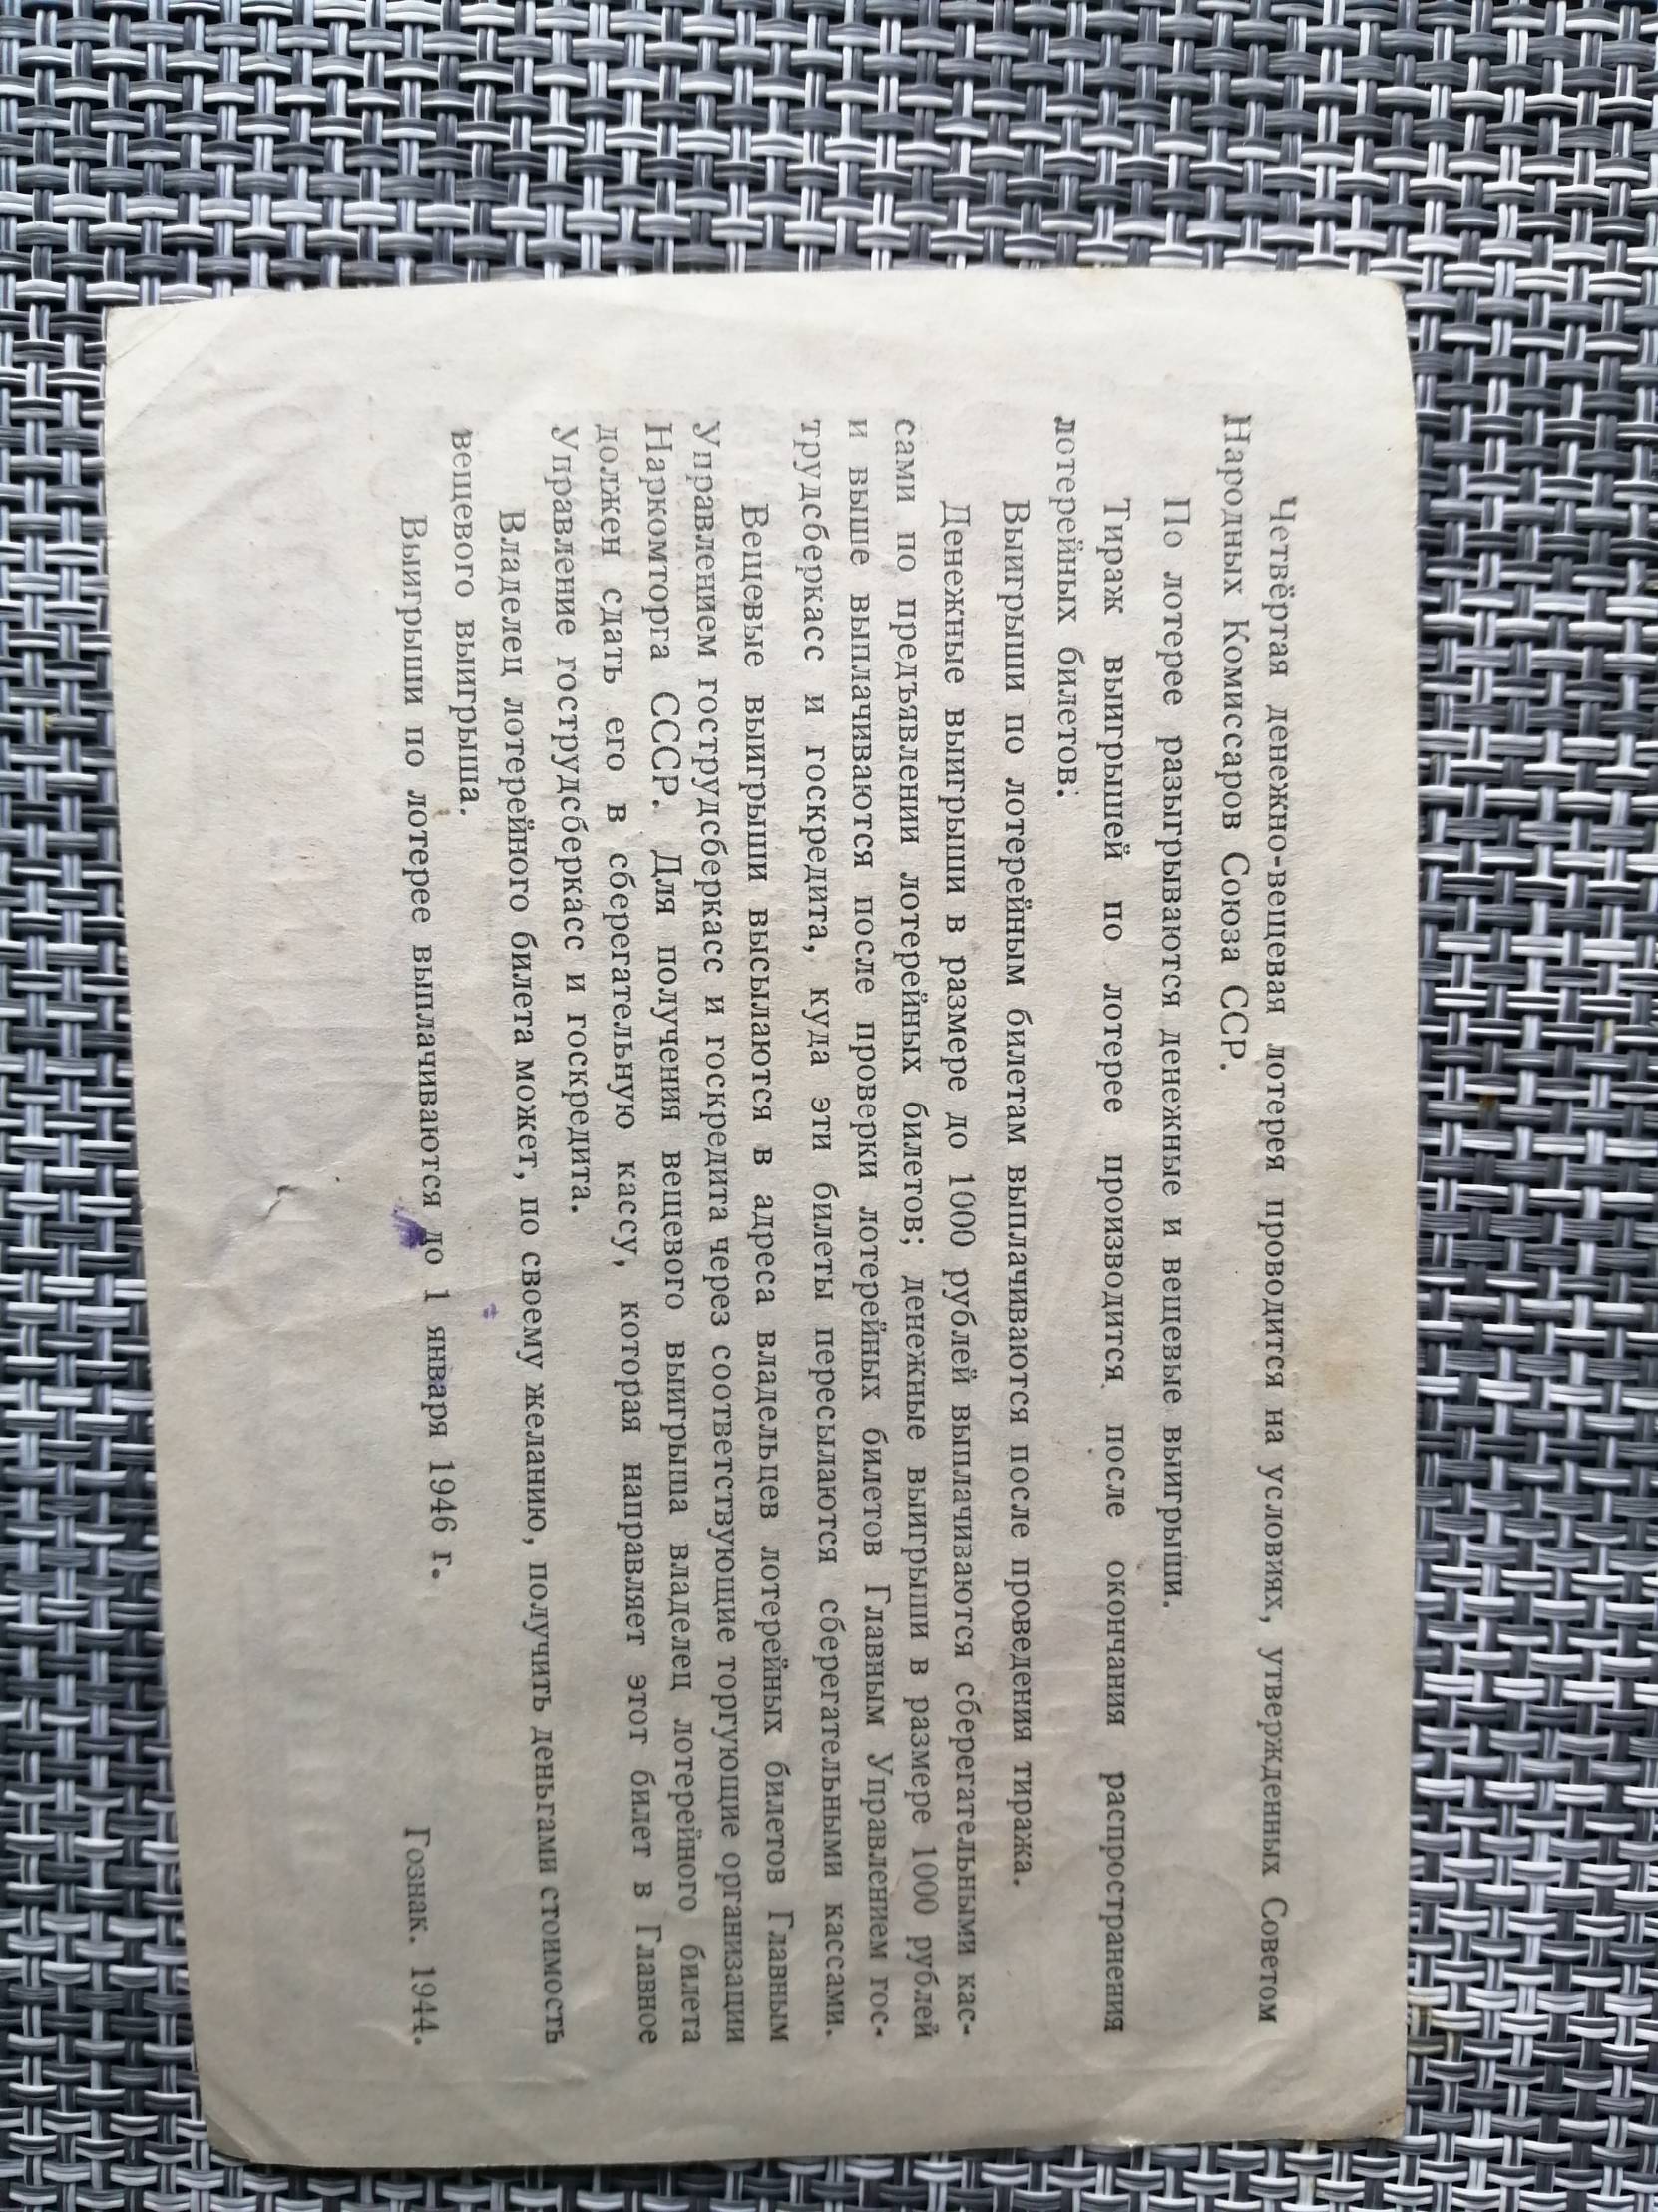 Четвёртая денежно-вещевая лотерея проводится на условиях, утвержденных Советом
Народных Комиссаров Союза ССР.
По лотерее разыгрываются денежные и вещевые выигрыши.
Тираж выигрышей по лотерее производится после окончания распространения
лотерейных билетов.
Выигрыши по лотерейным билетам выплачиваются после проведения тиража.
Денежные выигрыши в размере до 1000 рублей выплачиваются сберегательными кас-
сами по предъявлении лотерейных билетов; денежные выигрыши в размере 1000 рублей
и выше выплачиваются после проверки лотерейных билетов Главным Управлением гос-
трудсберкасс и госкредита, куда эти билеты пересылаются сберегательными кассами.
Вещевые выигрыши высылаются в адреса владельцев лотерейных билетов Главным
Управлением гострудсберкасс и госкредита через соответствующие торгующие организации
Наркомторга СССР. Для получения вещевого выигрыша владелец лотерейного билета
должен сдать его в сберегательную кассу, которая направляет этот билет в Главное
Управление гострудсберкасс и госкредита.
Владелец лотерейного билета может, по своему желанию, получить деньгами стоимость
вещевого выигрыша.
Выигрыши по лотерее выплачиваются до 1 января 1946 г.
Гознак. 1944.